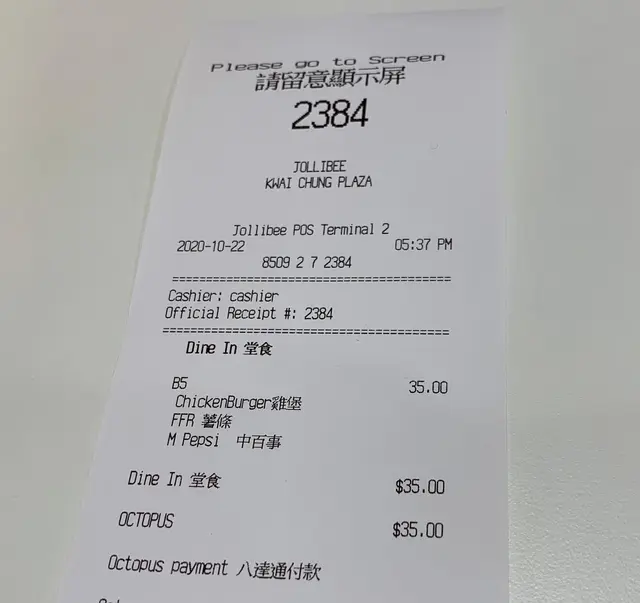 Please go to Screen
請留意顯示屏
2384
JOLLIBEE
KWAI CHUNG PLAZA
Jollibee POS Terminal 2
2020-10-22 05:37 PM
8509 2 7 2384
==========================================
Cashier: cashier
Official Receipt #: 2384
==========================================
Dine In 堂食
B5 35.00
ChickenBurger雞堡
FFR 薯條
M Pepsi 中百事
Dine In 堂食 $35.00
OCTOPUS $35.00
Octopus payment 八達通付款